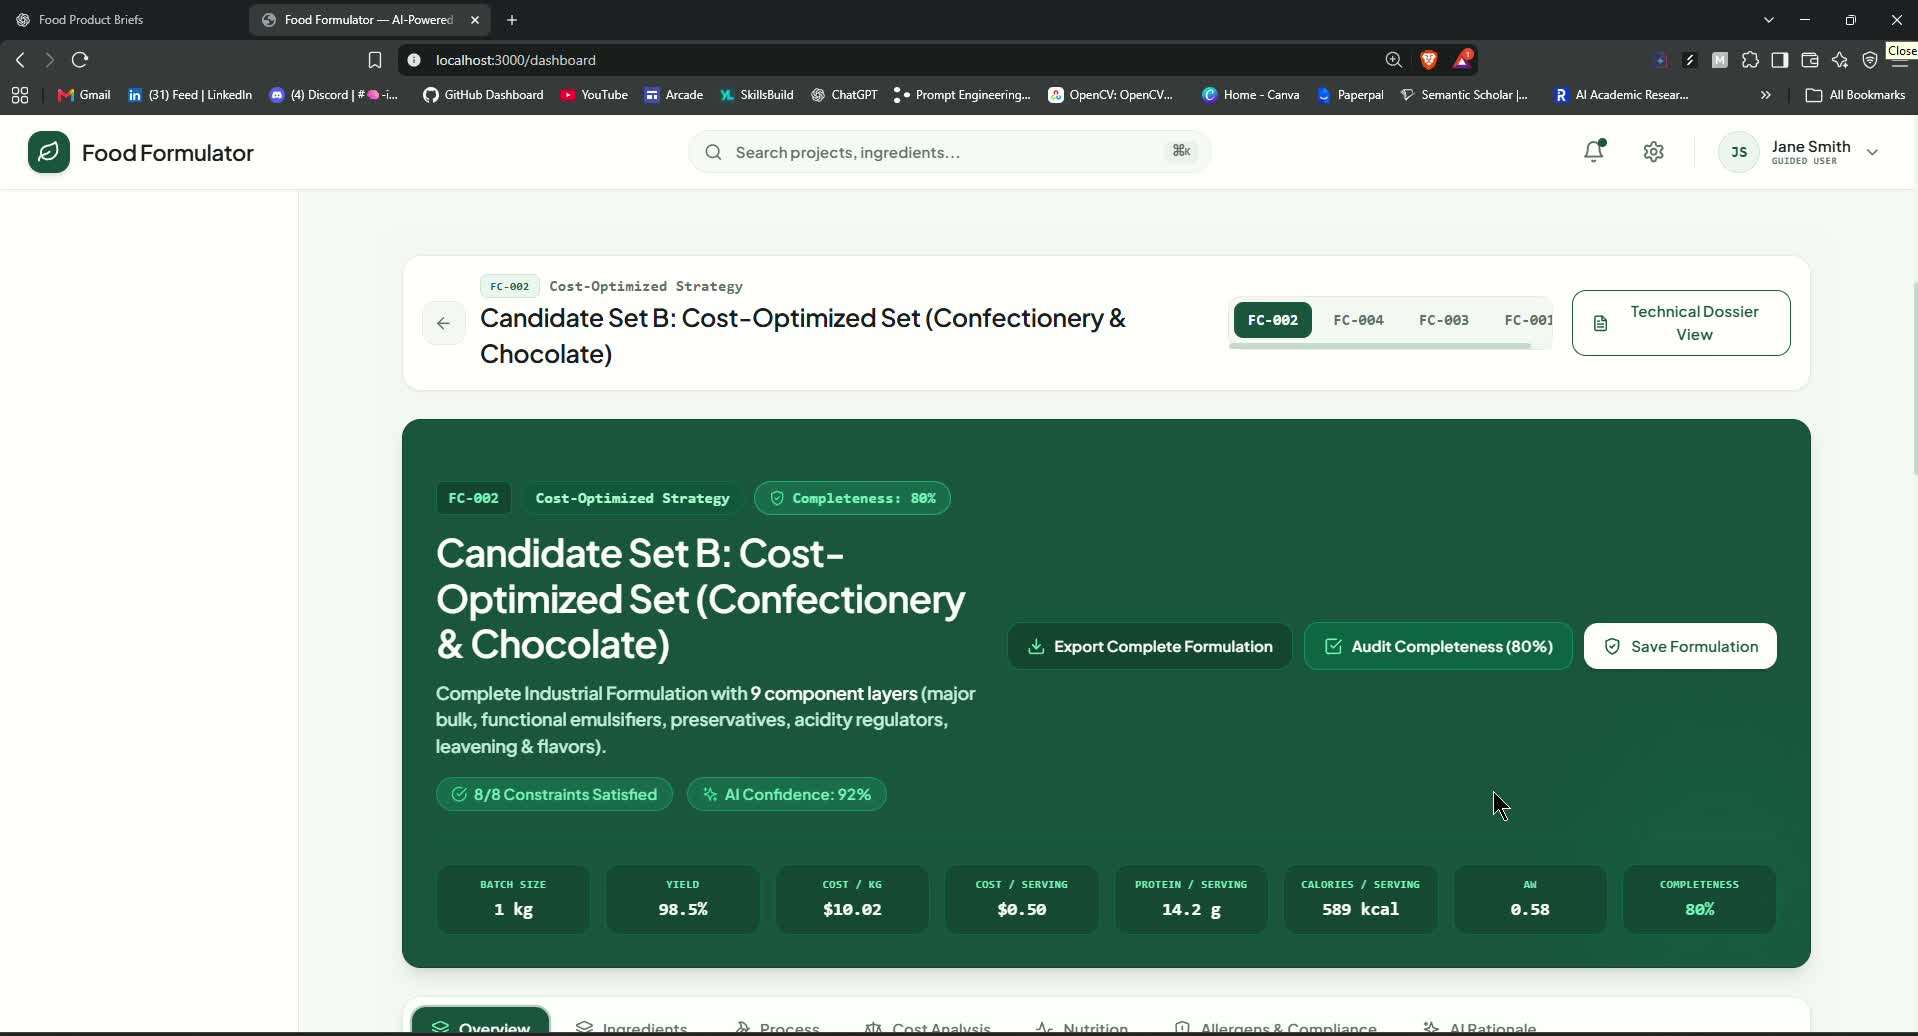 Food Product Briefs
Food Formulator — AI-Powered
localhost:3000/dashboard
1
Close
Gmail
(31) Feed | LinkedIn
(4) Discord | #🧠-i...
GitHub Dashboard
YouTube
Arcade
SkillsBuild
ChatGPT
Prompt Engineering...
OpenCV: OpenCV...
Home - Canva
Paperpal
Semantic Scholar |...
AI Academic Resear...
All Bookmarks
Food Formulator
Search projects, ingredients...
⌘K
JS
Jane Smith
GUIDED USER
FC-002
Cost-Optimized Strategy
Candidate Set B: Cost-Optimized Set (Confectionery &
Chocolate)
FC-002
FC-004
FC-003
FC-001
Technical Dossier
View
FC-002
Cost-Optimized Strategy
Completeness: 80%
Candidate Set B: Cost-
Optimized Set (Confectionery
& Chocolate)
Complete Industrial Formulation with 9 component layers (major
bulk, functional emulsifiers, preservatives, acidity regulators,
leavening & flavors).
8/8 Constraints Satisfied
AI Confidence: 92%
Export Complete Formulation
Audit Completeness (80%)
Save Formulation
BATCH SIZE
1 kg
YIELD
98.5%
COST / KG
$10.02
COST / SERVING
$0.50
PROTEIN / SERVING
14.2 g
CALORIES / SERVING
589 kcal
AW
0.58
COMPLETENESS
80%
Overview
Ingredients
Process
Cost Analysis
Nutrition
Allergens & Compliance
AI Rationale